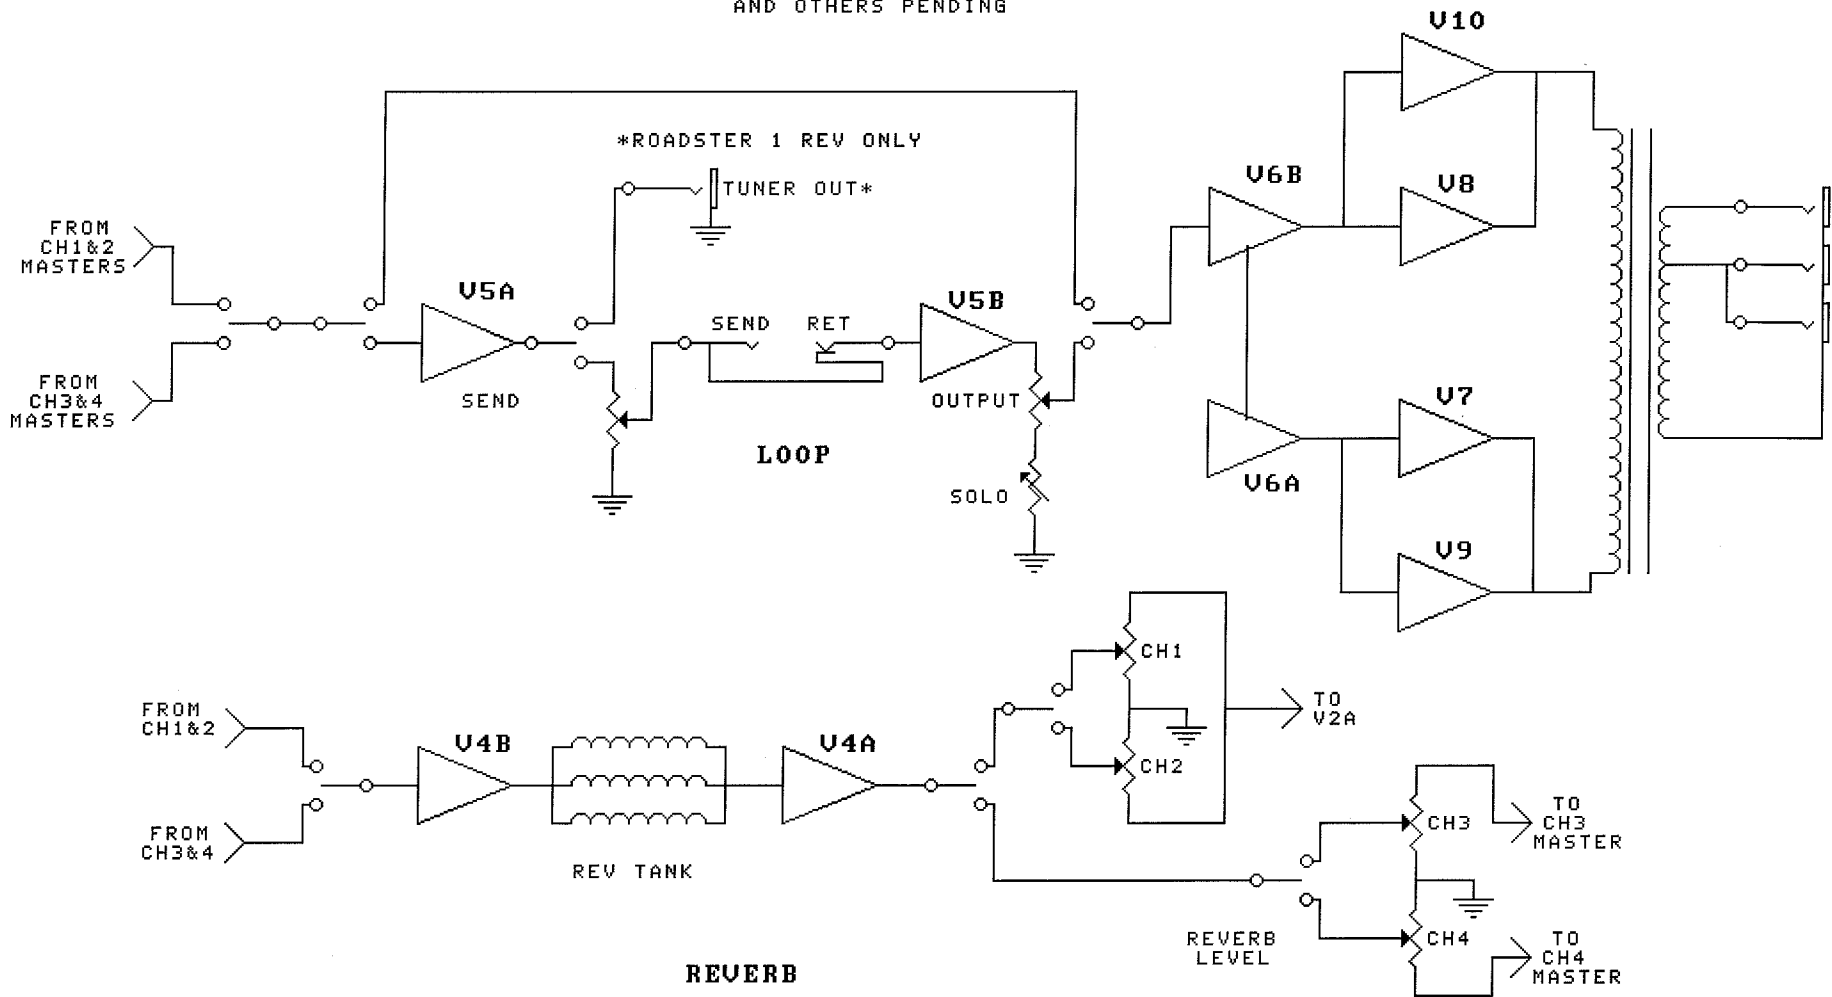 AND OTHERS PENDING
V10
*ROADSTER 1 REV ONLY
V6B
V8
TUNER OUT*
FROM
CH1&2
MASTERS
V5A
V5B
SEND
RET
FROM
CH3&4
MASTERS
SEND
OUTPUT
V7
LOOP
V6A
SOLO
V9
CH1
FROM
CH1&2
TO
V2A
V4B
V4A
CH2
FROM
CH3&4
CH3
TO
CH3
MASTER
REV TANK
REVERB
LEVEL
CH4
TO
CH4
MASTER
REVERB